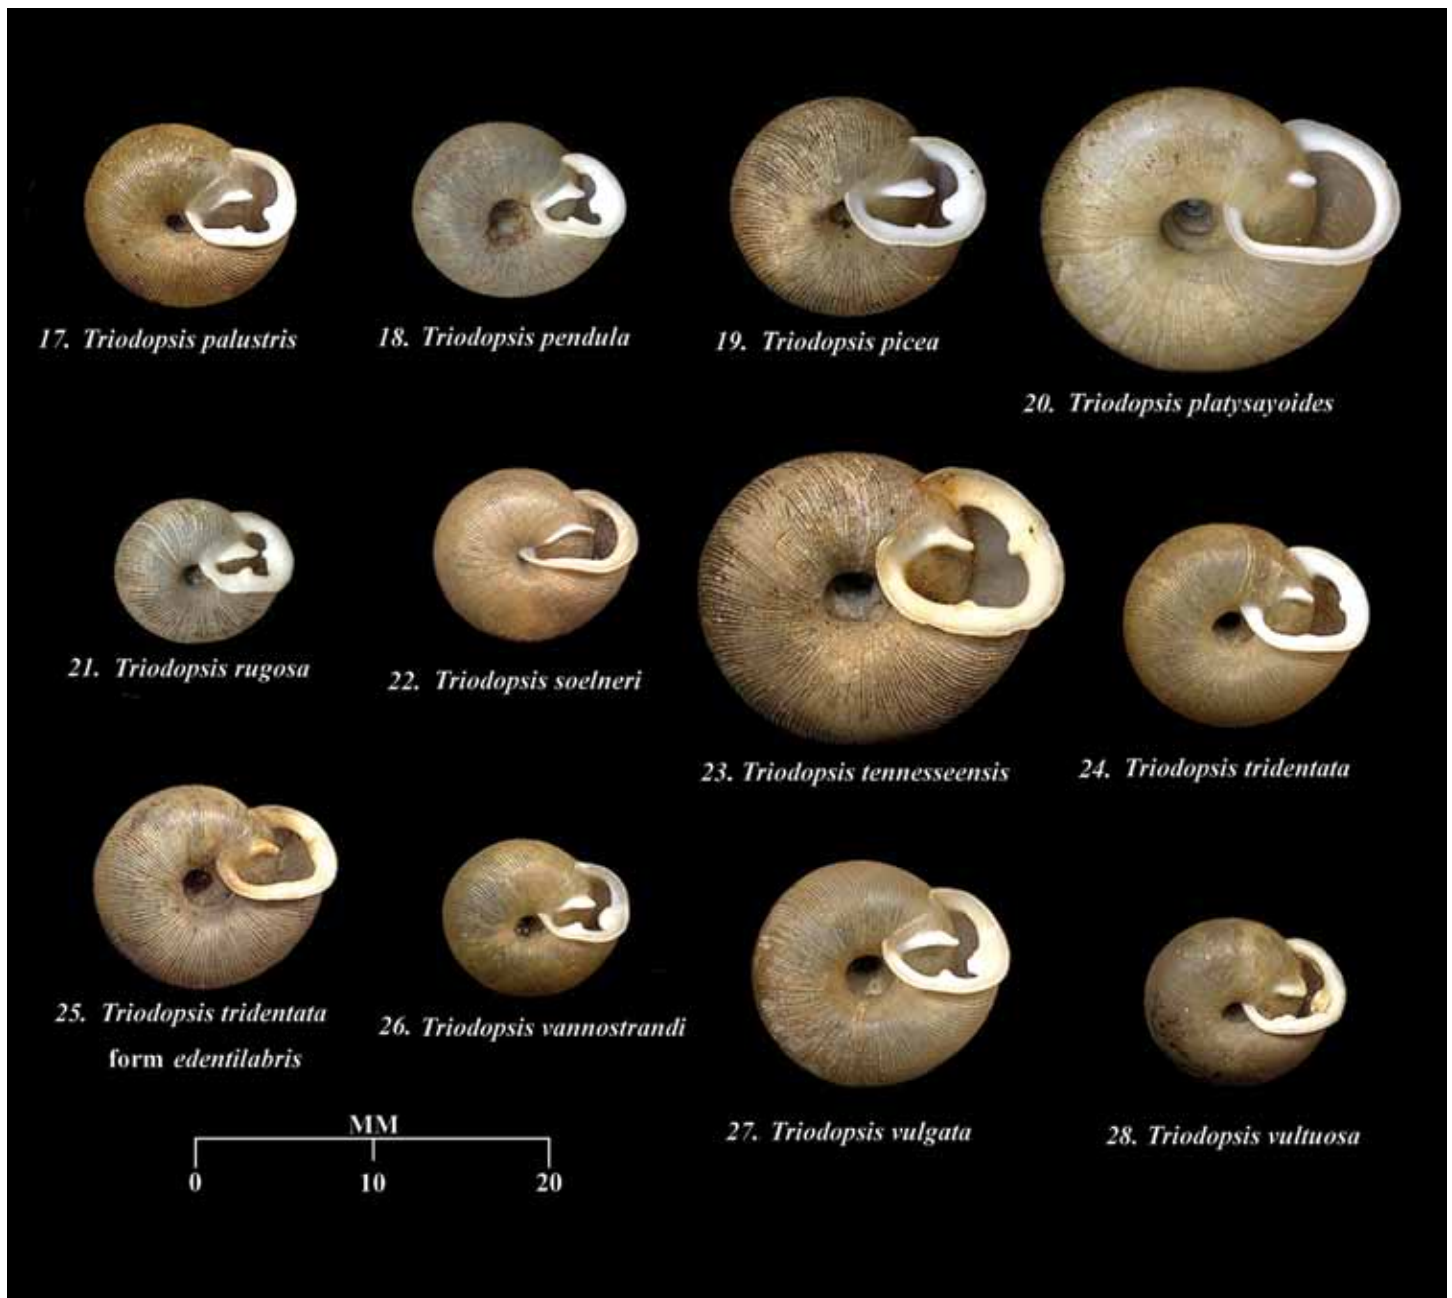 17. Triodopsis palustris
18. Triodopsis pendula
19. Triodopsis picea
20. Triodopsis platysayoides
21. Triodopsis rugosa
22. Triodopsis soelneri
23. Triodopsis tennesseensis
24. Triodopsis tridentata
25. Triodopsis tridentata
form edentilabris
26. Triodopsis vannostrandi
27. Triodopsis vulgata
28. Triodopsis vultuosa
MM
0 10 20